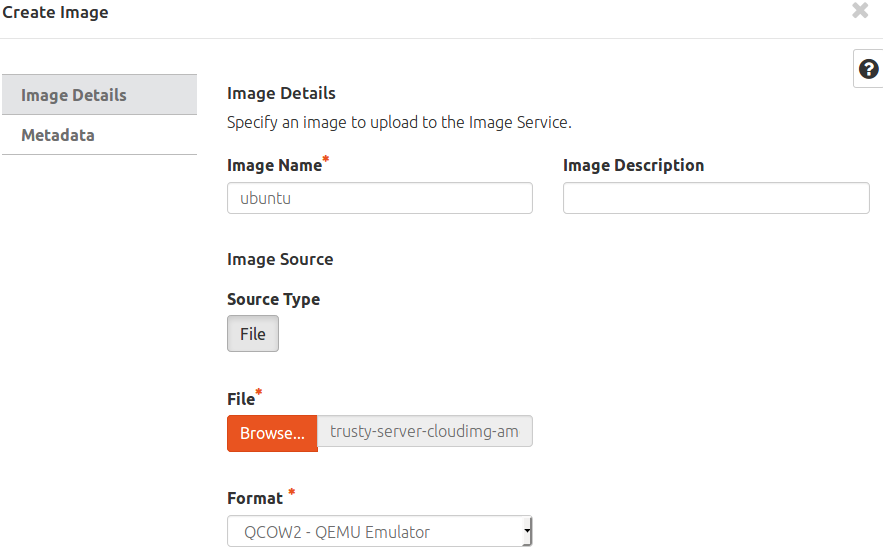 Create Image
Image Details
Metadata
Image Details
Specify an image to upload to the Image Service.
Image Name*
Image Description
ubuntu
Image Source
Source Type
File
File*
Browse... trusty-server-cloudimg-am
Format *
QCOW2 - QEMU Emulator